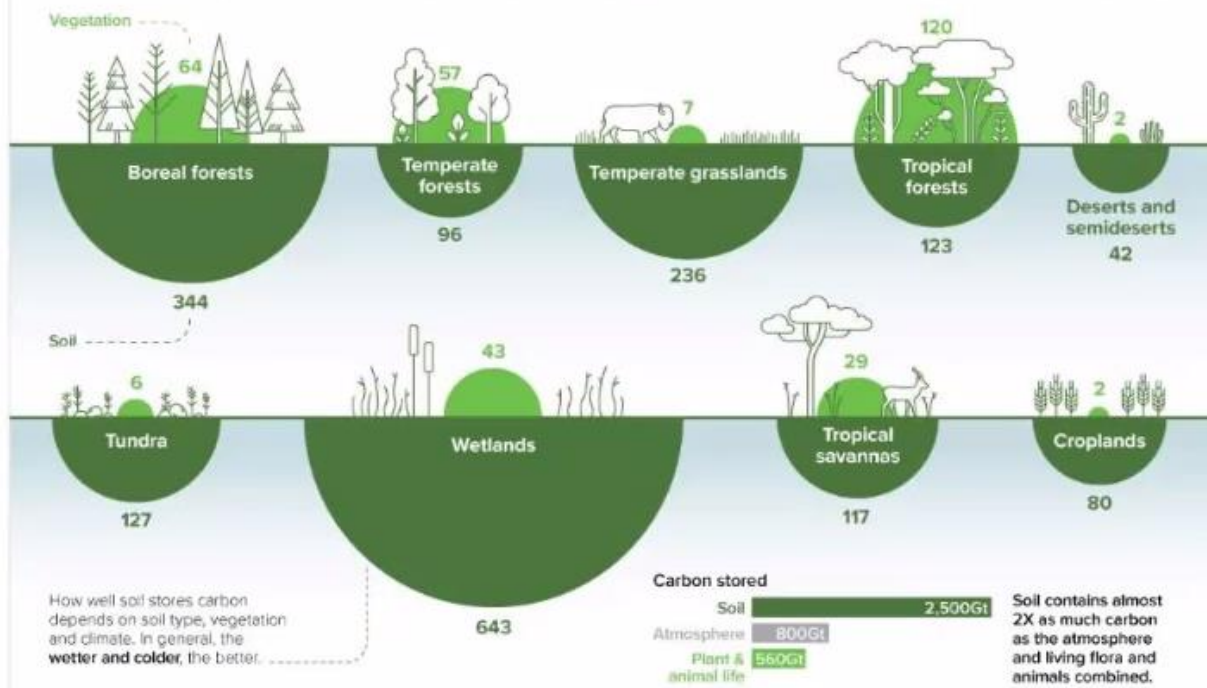 Vegetation
64
57
7
120
2
Boreal forests
Temperate
forests
Temperate grasslands
Tropical
forests
Deserts and
semideserts
344
96
236
123
42
Soil
6
43
29
2
Tundra
Wetlands
Tropical
savannas
Croplands
127
643
117
80
How well soil stores carbon
depends on soil type, vegetation
and climate. In general, the
wetter and colder, the better.
Carbon stored
Soil 2,500Gt
Atmosphere 800Gt
Plant &
animal life 560Gt
Soil contains almost
2X as much carbon
as the atmosphere
and living flora and
animals combined.